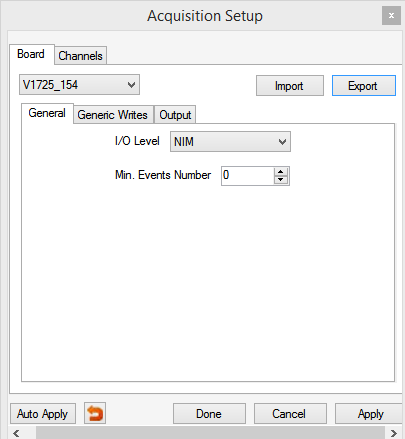 Acquisition Setup
x
Board Channels
V1725_154 Import Export
General Generic Writes Output
I/O Level NIM
Min. Events Number 0
Auto Apply Done Cancel Apply